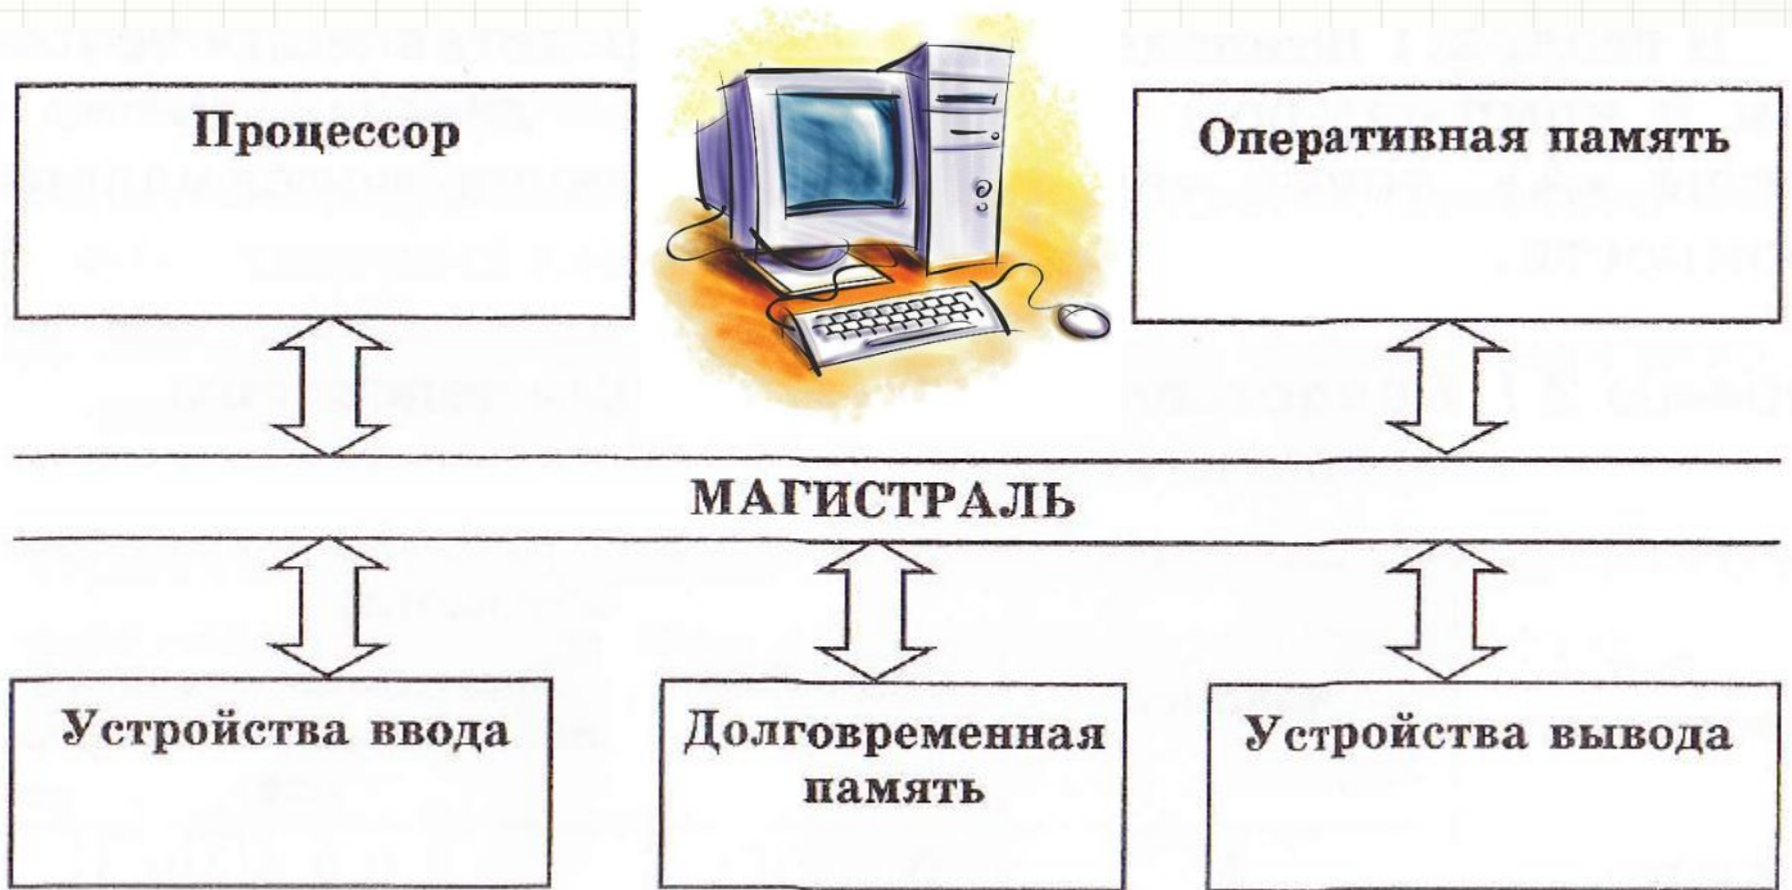 Процессор
Оперативная память
МАГИСТРАЛЬ
Устройства ввода
Долговременная
память
Устройства вывода